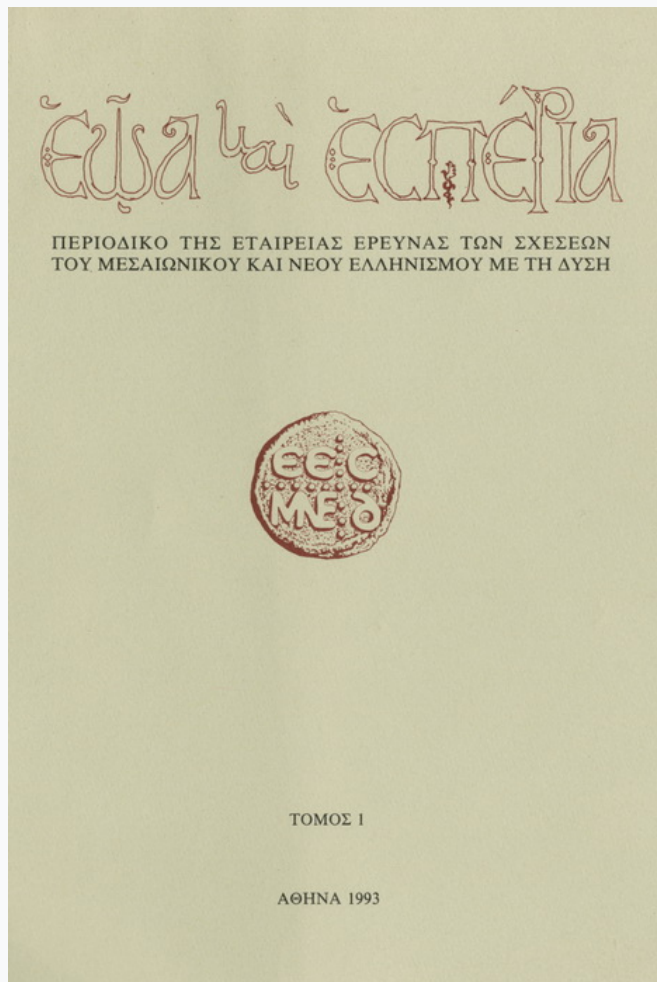 ἑῷα καὶ ἑσπέρια
ΠΕΡΙΟΔΙΚΟ ΤΗΣ ΕΤΑΙΡΕΙΑΣ ΕΡΕΥΝΑΣ ΤΩΝ ΣΧΕΣΕΩΝ
ΤΟΥ ΜΕΣΑΙΩΝΙΚΟΥ ΚΑΙ ΝΕΟΥ ΕΛΛΗΝΙΣΜΟΥ ΜΕ ΤΗ ΔΥΣΗ
ΕΕC
ΜΝΕΔ
ΤΟΜΟΣ 1
ΑΘΗΝΑ 1993